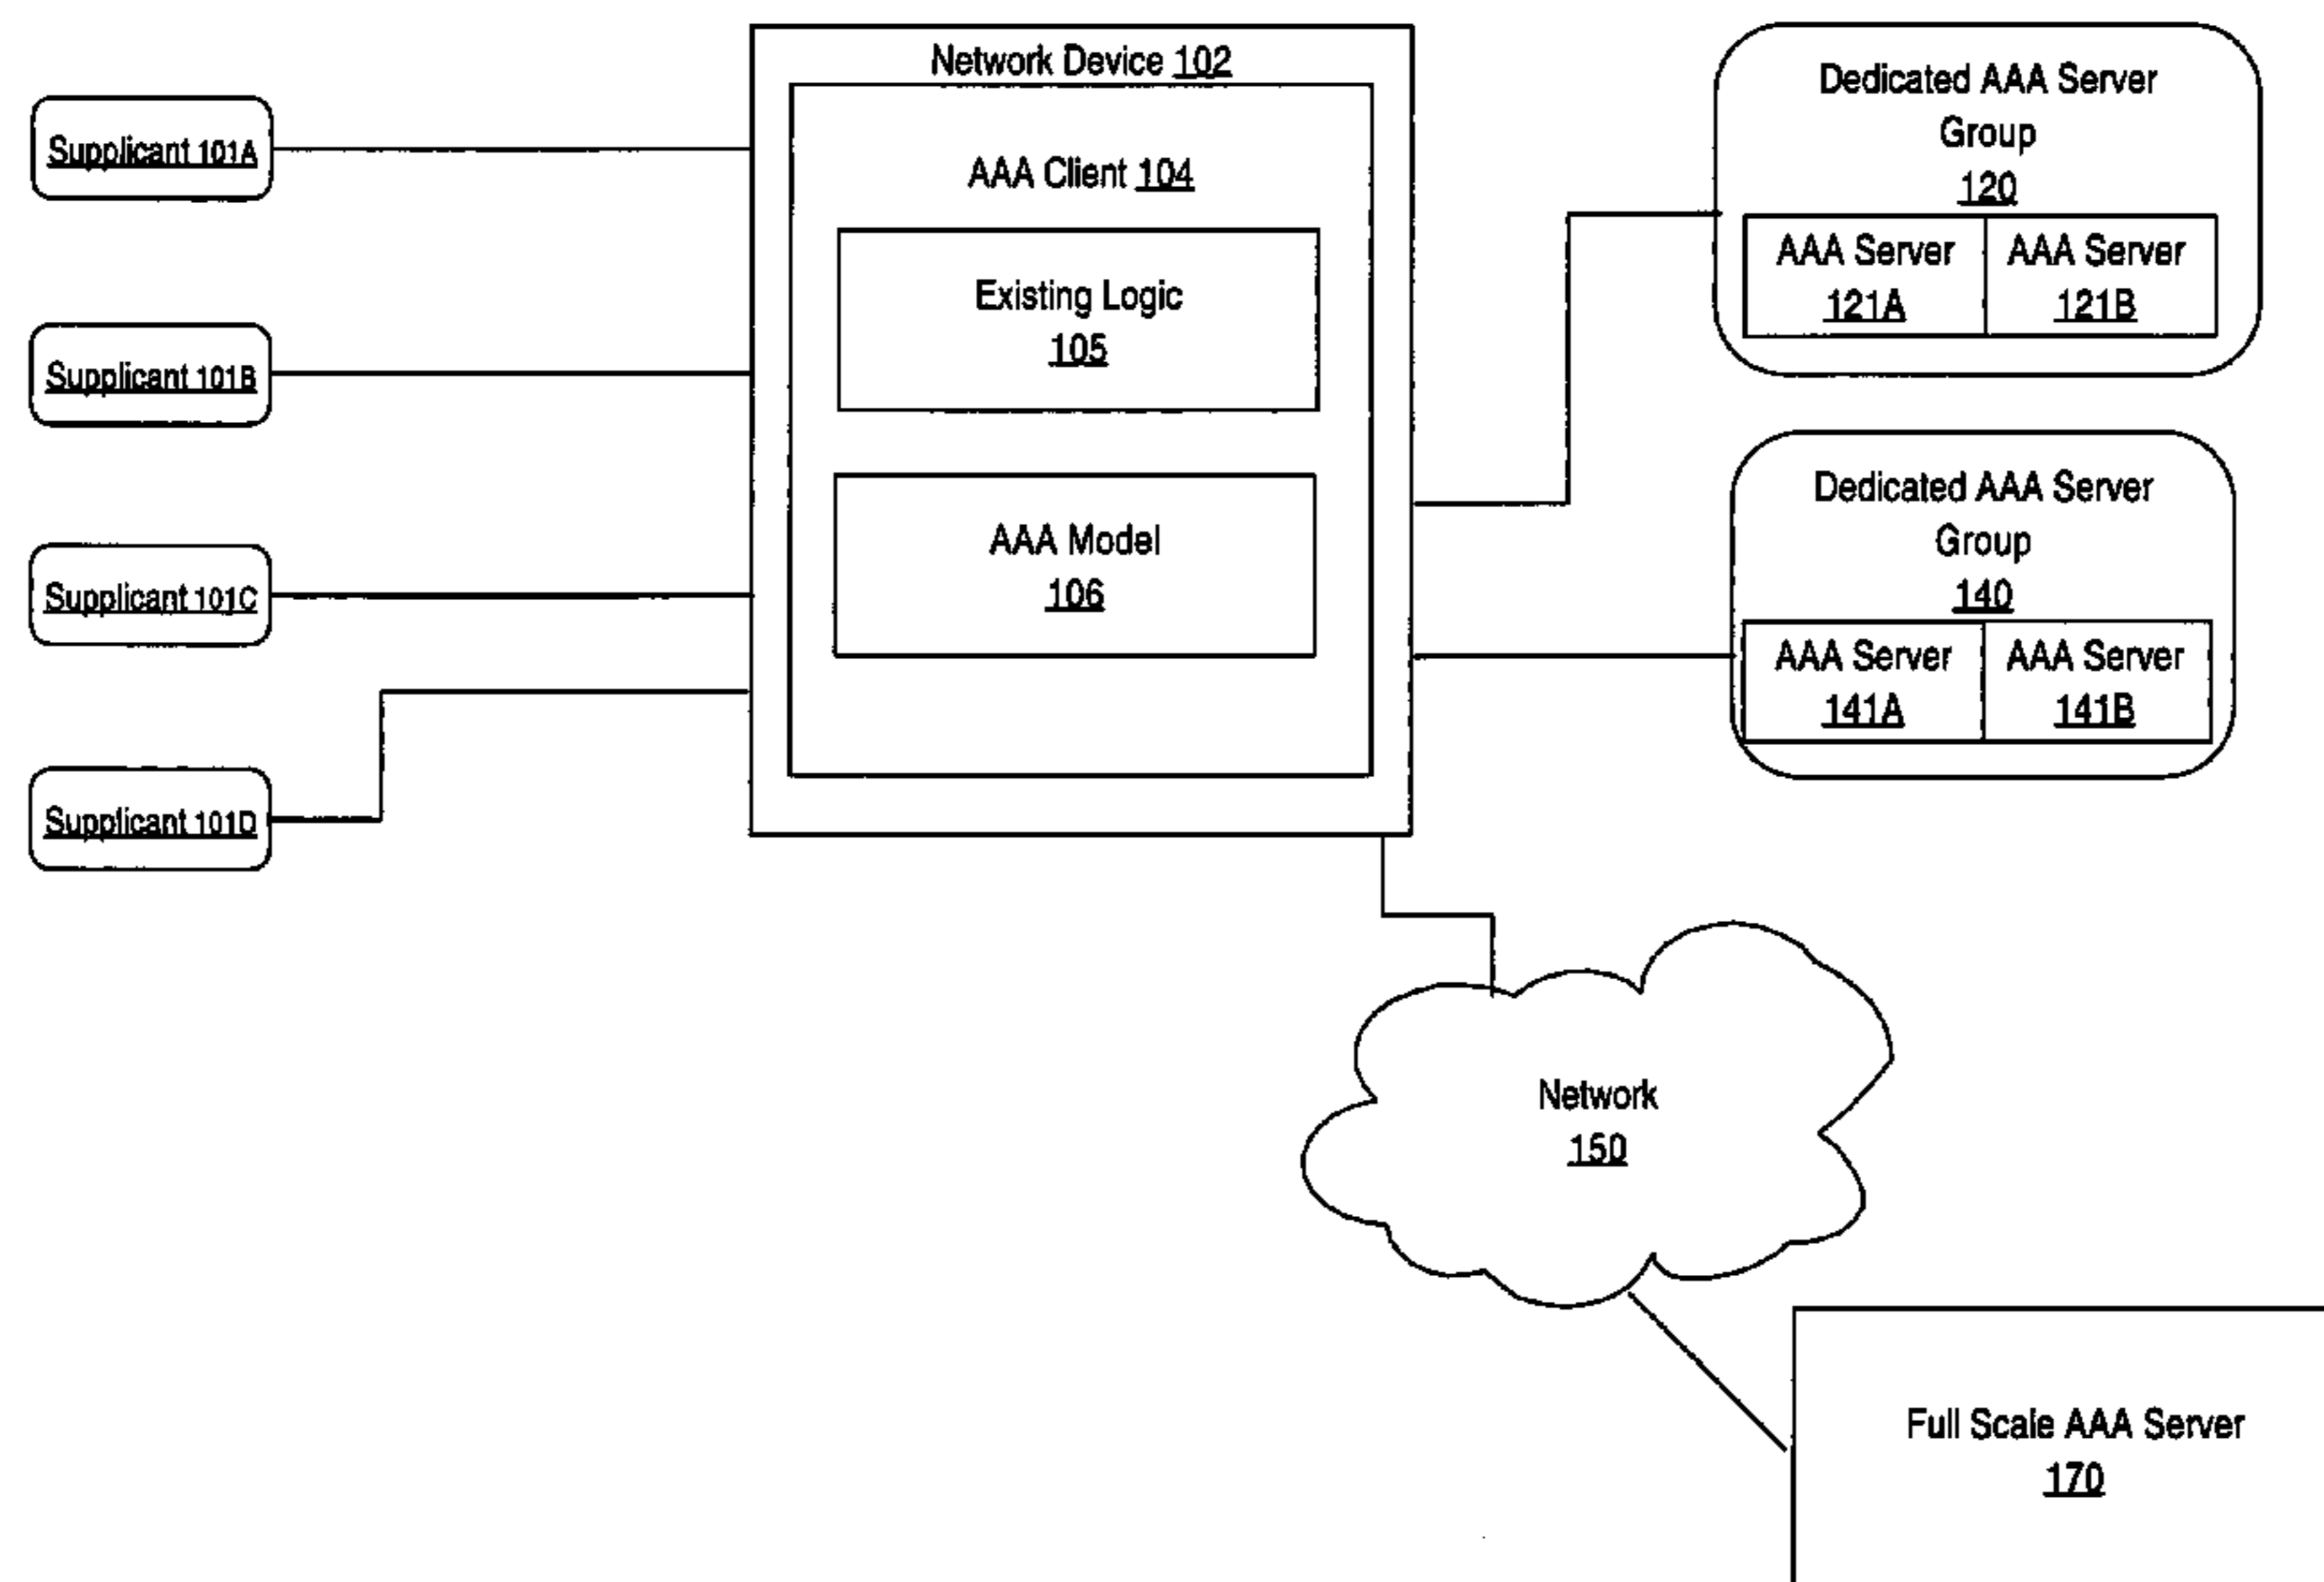 Supplicant 101A
Supplicant 101B
Supplicant 101C
Supplicant 101D
Network Device 102
AAA Client 104
Existing Logic
105
AAA Model
106
Dedicated AAA Server
Group
120
AAA Server
121A
AAA Server
121B
Dedicated AAA Server
Group
140
AAA Server
141A
AAA Server
141B
Network
150
Full Scale AAA Server
170